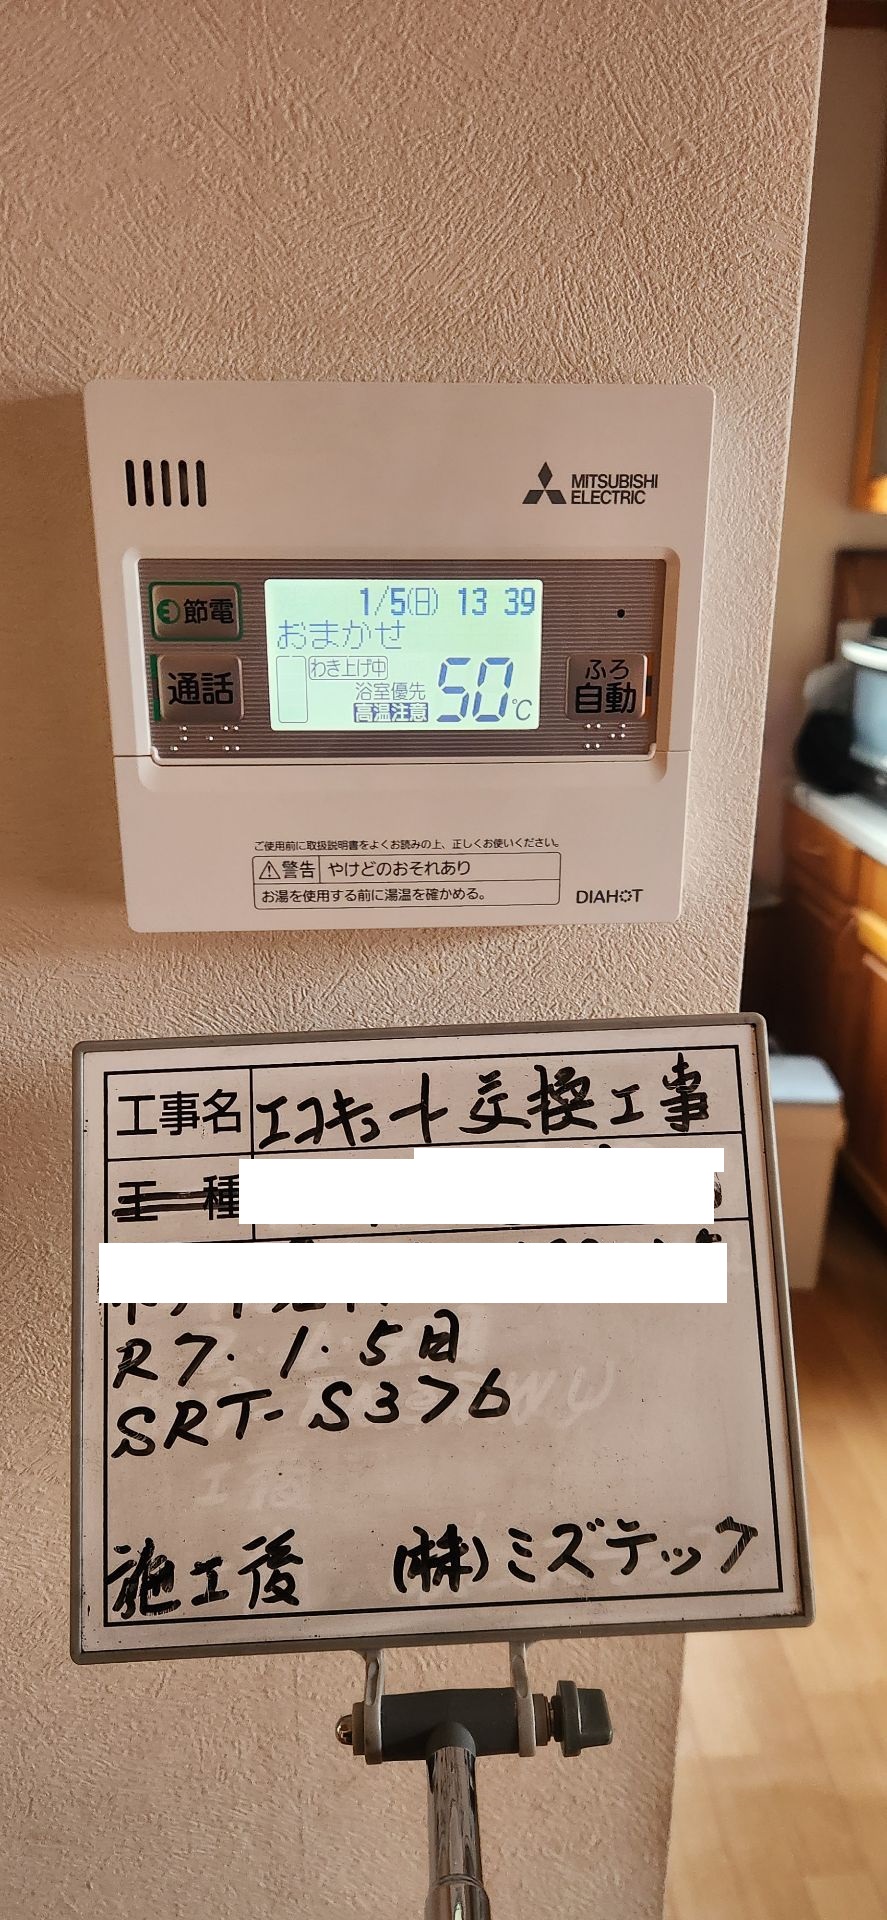 MITSUBISHI
ELECTRIC
節電
通話
1/5(日) 13 39
おまかせ
わき上げ中
浴室優先
高温注意
50℃
ふろ
自動
ご使用前に取扱説明書をよくお読みの上、正しくお使いください。
警告 やけどのおそれあり
お湯を使用する前に湯温を確かめる。
DIAHOT
工事名 エコキュート交換工事
工種
R7.1.5日
SRT-S376
施工後 (株)ミズテック